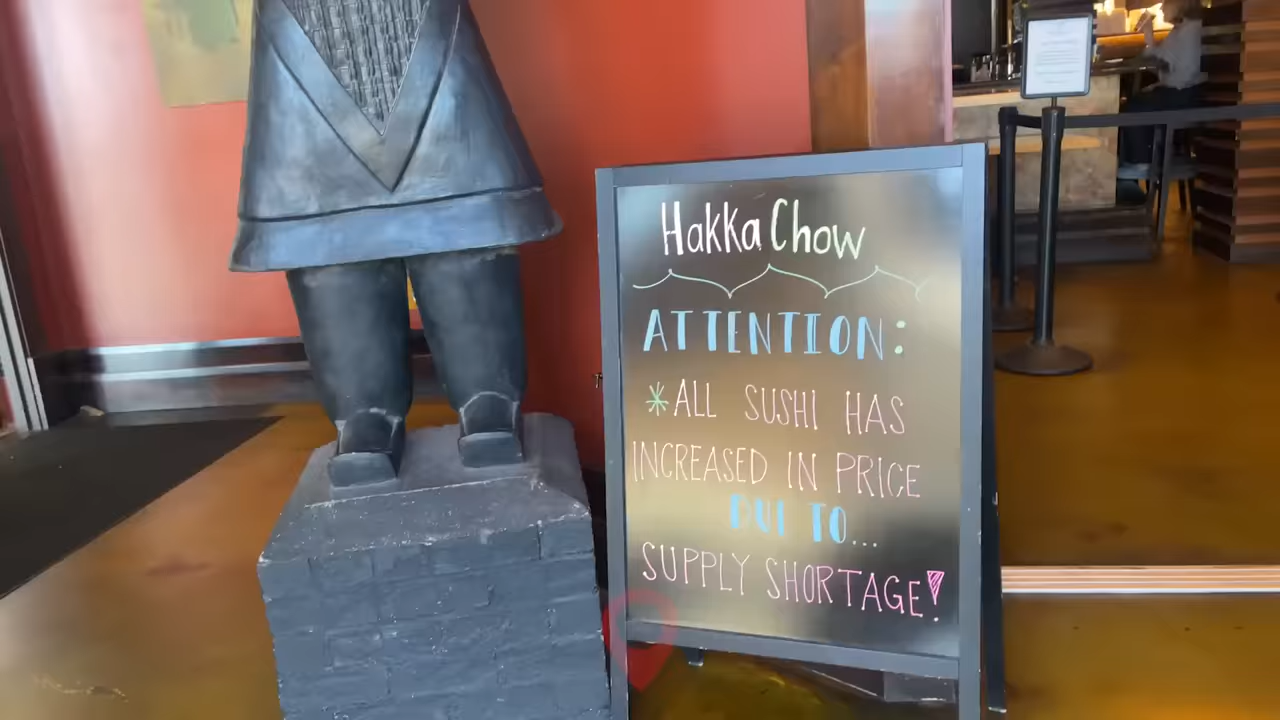 Hakka Chow
ATTENTION:
*ALL SUSHI HAS
INCREASED IN PRICE
DUE TO...
SUPPLY SHORTAGE!